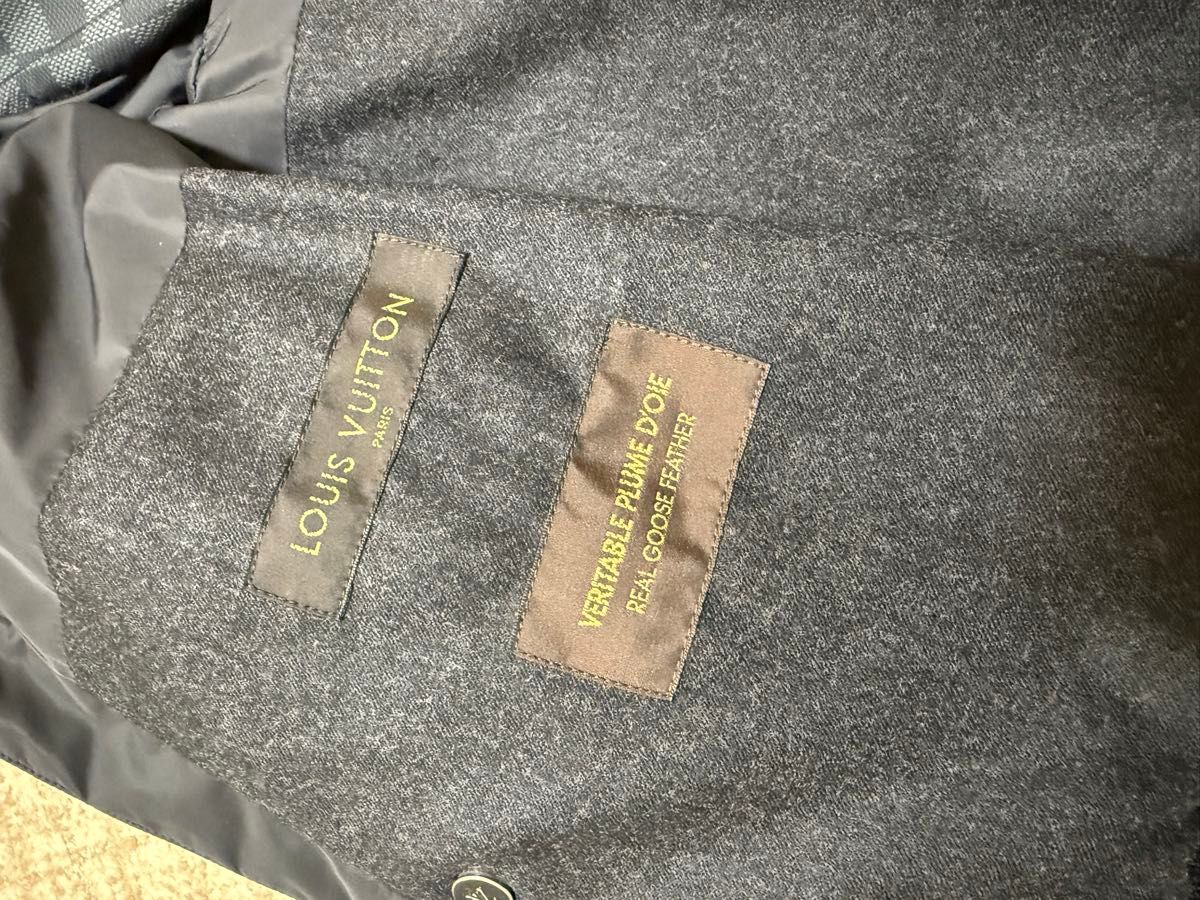 LOUIS VUITTON
PARIS
VERITABLE PLUME D'OIE
REAL GOOSE FEATHER